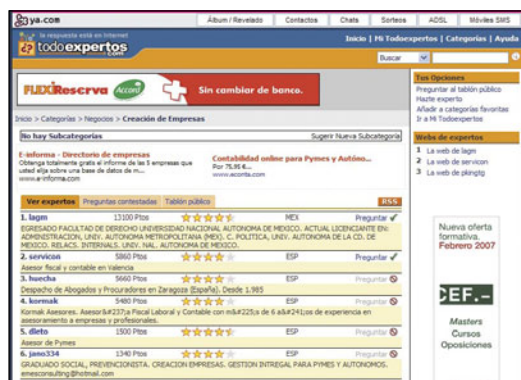 ya.com
Álbum / Revelado
Contactos
Chats
Sorteos
ADSL
Móviles SMS
la respuesta está en Internet
todoexpertos
.com
Inicio | Mi Todoexpertos | Categorías | Ayuda
Buscar
FLEXiReserva Accord Sin cambiar de banco.
Inicio > Categorías > Negocios > Creación de Empresas
No hay Subcategorías
Sugerir Nueva Subcategoría
E-informa - Directorio de empresas
Obtenga totalmente gratis el informe de las 5 empresas que
usted elija sobre una base de datos de m...
www.e-informa.com
Contabilidad online para Pymes y Autóno...
Por 75,95 €...
www.aconta.com
Ver expertos
Preguntas contestadas
Tablón público
RSS
1. lagm 13100 Ptos MEX Preguntar
EGRESADO FACULTAD DE DERECHO UNIVERSIDAD NACIONAL AUTONOMA DE MEXICO. ACTUAL LICENCIANTE EN:
ADMINISTRACION, UNIV. AUTONOMA METROPOLITANA (MEX). C. POLITICA, UNIV. AUTONOMA DE LA CD. DE
MEXICO. RELACS. INTERNALS. UNIV. NAL. AUTONOMA DE MEXICO.
2. servicon 5860 Ptos ESP Preguntar
Asesor fiscal y contable en Valencia
3. huecha 5660 Ptos ESP Preguntar
Despacho de Abogados y Procuradores en Zaragoza (España). Desde 1.985
4. kormak 5480 Ptos ESP Preguntar
Kormak Asesores. Asesor&#237;a Fiscal Laboral y Contable con m&#225;s de 6 a&#241;os de experiencia en
asesoramiento a empresas y profesionales.
5. dleto 1500 Ptos ESP Preguntar
Asesor de Pymes
6. jano334 1340 Ptos ESP Preguntar
GRADUADO SOCIAL, PREVENCIONISTA. CREACION EMPRESAS. GESTION INTREGAL PARA PYMES Y AUTONOMOS.
emesconsulting@hotmail.com
Tus Opciones
Preguntar al tablón público
Hazte experto
Añadir a categorías favoritas
Ir a Mi Todoexpertos
Webs de expertos
1 La web de lagm
2 La web de servicon
3 La web de pkingtg
Nueva oferta
formativa.
Febrero 2007
CEF.-
Masters
Cursos
Oposiciones